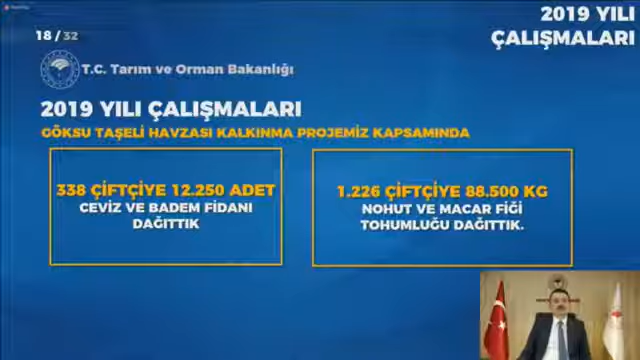 2019 YILI
ÇALIŞMALARI
18 / 32
T.C. Tarım ve Orman Bakanlığı
2019 YILI ÇALIŞMALARI
GÖKSU TAŞELİ HAVZASI KALKINMA PROJEMİZ KAPSAMINDA
338 ÇİFTÇİYE 12.250 ADET
CEVİZ VE BADEM FİDANI
DAĞITTIK
1.226 ÇİFTÇİYE 88.500 KG
NOHUT VE MACAR FİĞİ
TOHUMLUĞU DAĞITTIK.